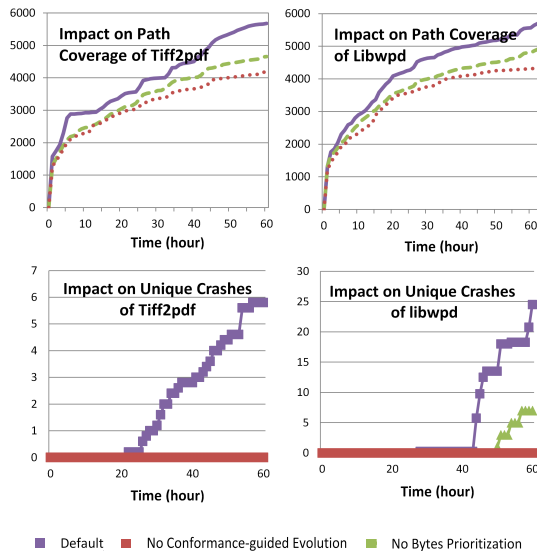 Impact on Path
Coverage of Tiff2pdf
6000
5000
4000
3000
2000
1000
0
0 10 20 30 40 50 60
Time (hour)
Impact on Path Coverage
of Libwpd
6000
5000
4000
3000
2000
1000
0
0 10 20 30 40 50 60
Time (hour)
Impact on Unique Crashes
of Tiff2pdf
7
6
5
4
3
2
1
0
0 20 40 60
Time (hour)
Impact on Unique Crashes
of libwpd
30
25
20
15
10
5
0
0 20 40 60
Time (hour)
Default No Conformance-guided Evolution No Bytes Prioritization